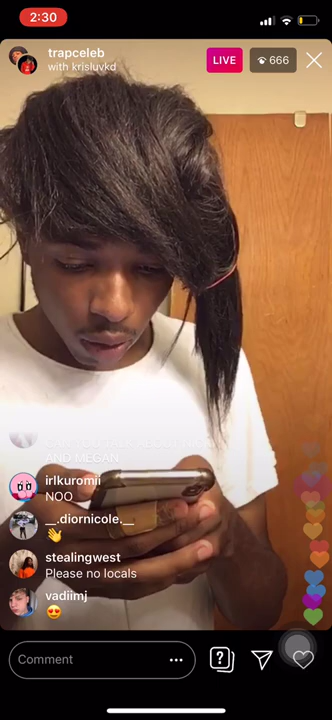 2:30
trapceleb
with krisluvkd
LIVE
666
AND MEGAN
irlkuromii
NOO
__.diornicole.__
👋
stealingwest
Please no locals
vadiimj
😍
Comment